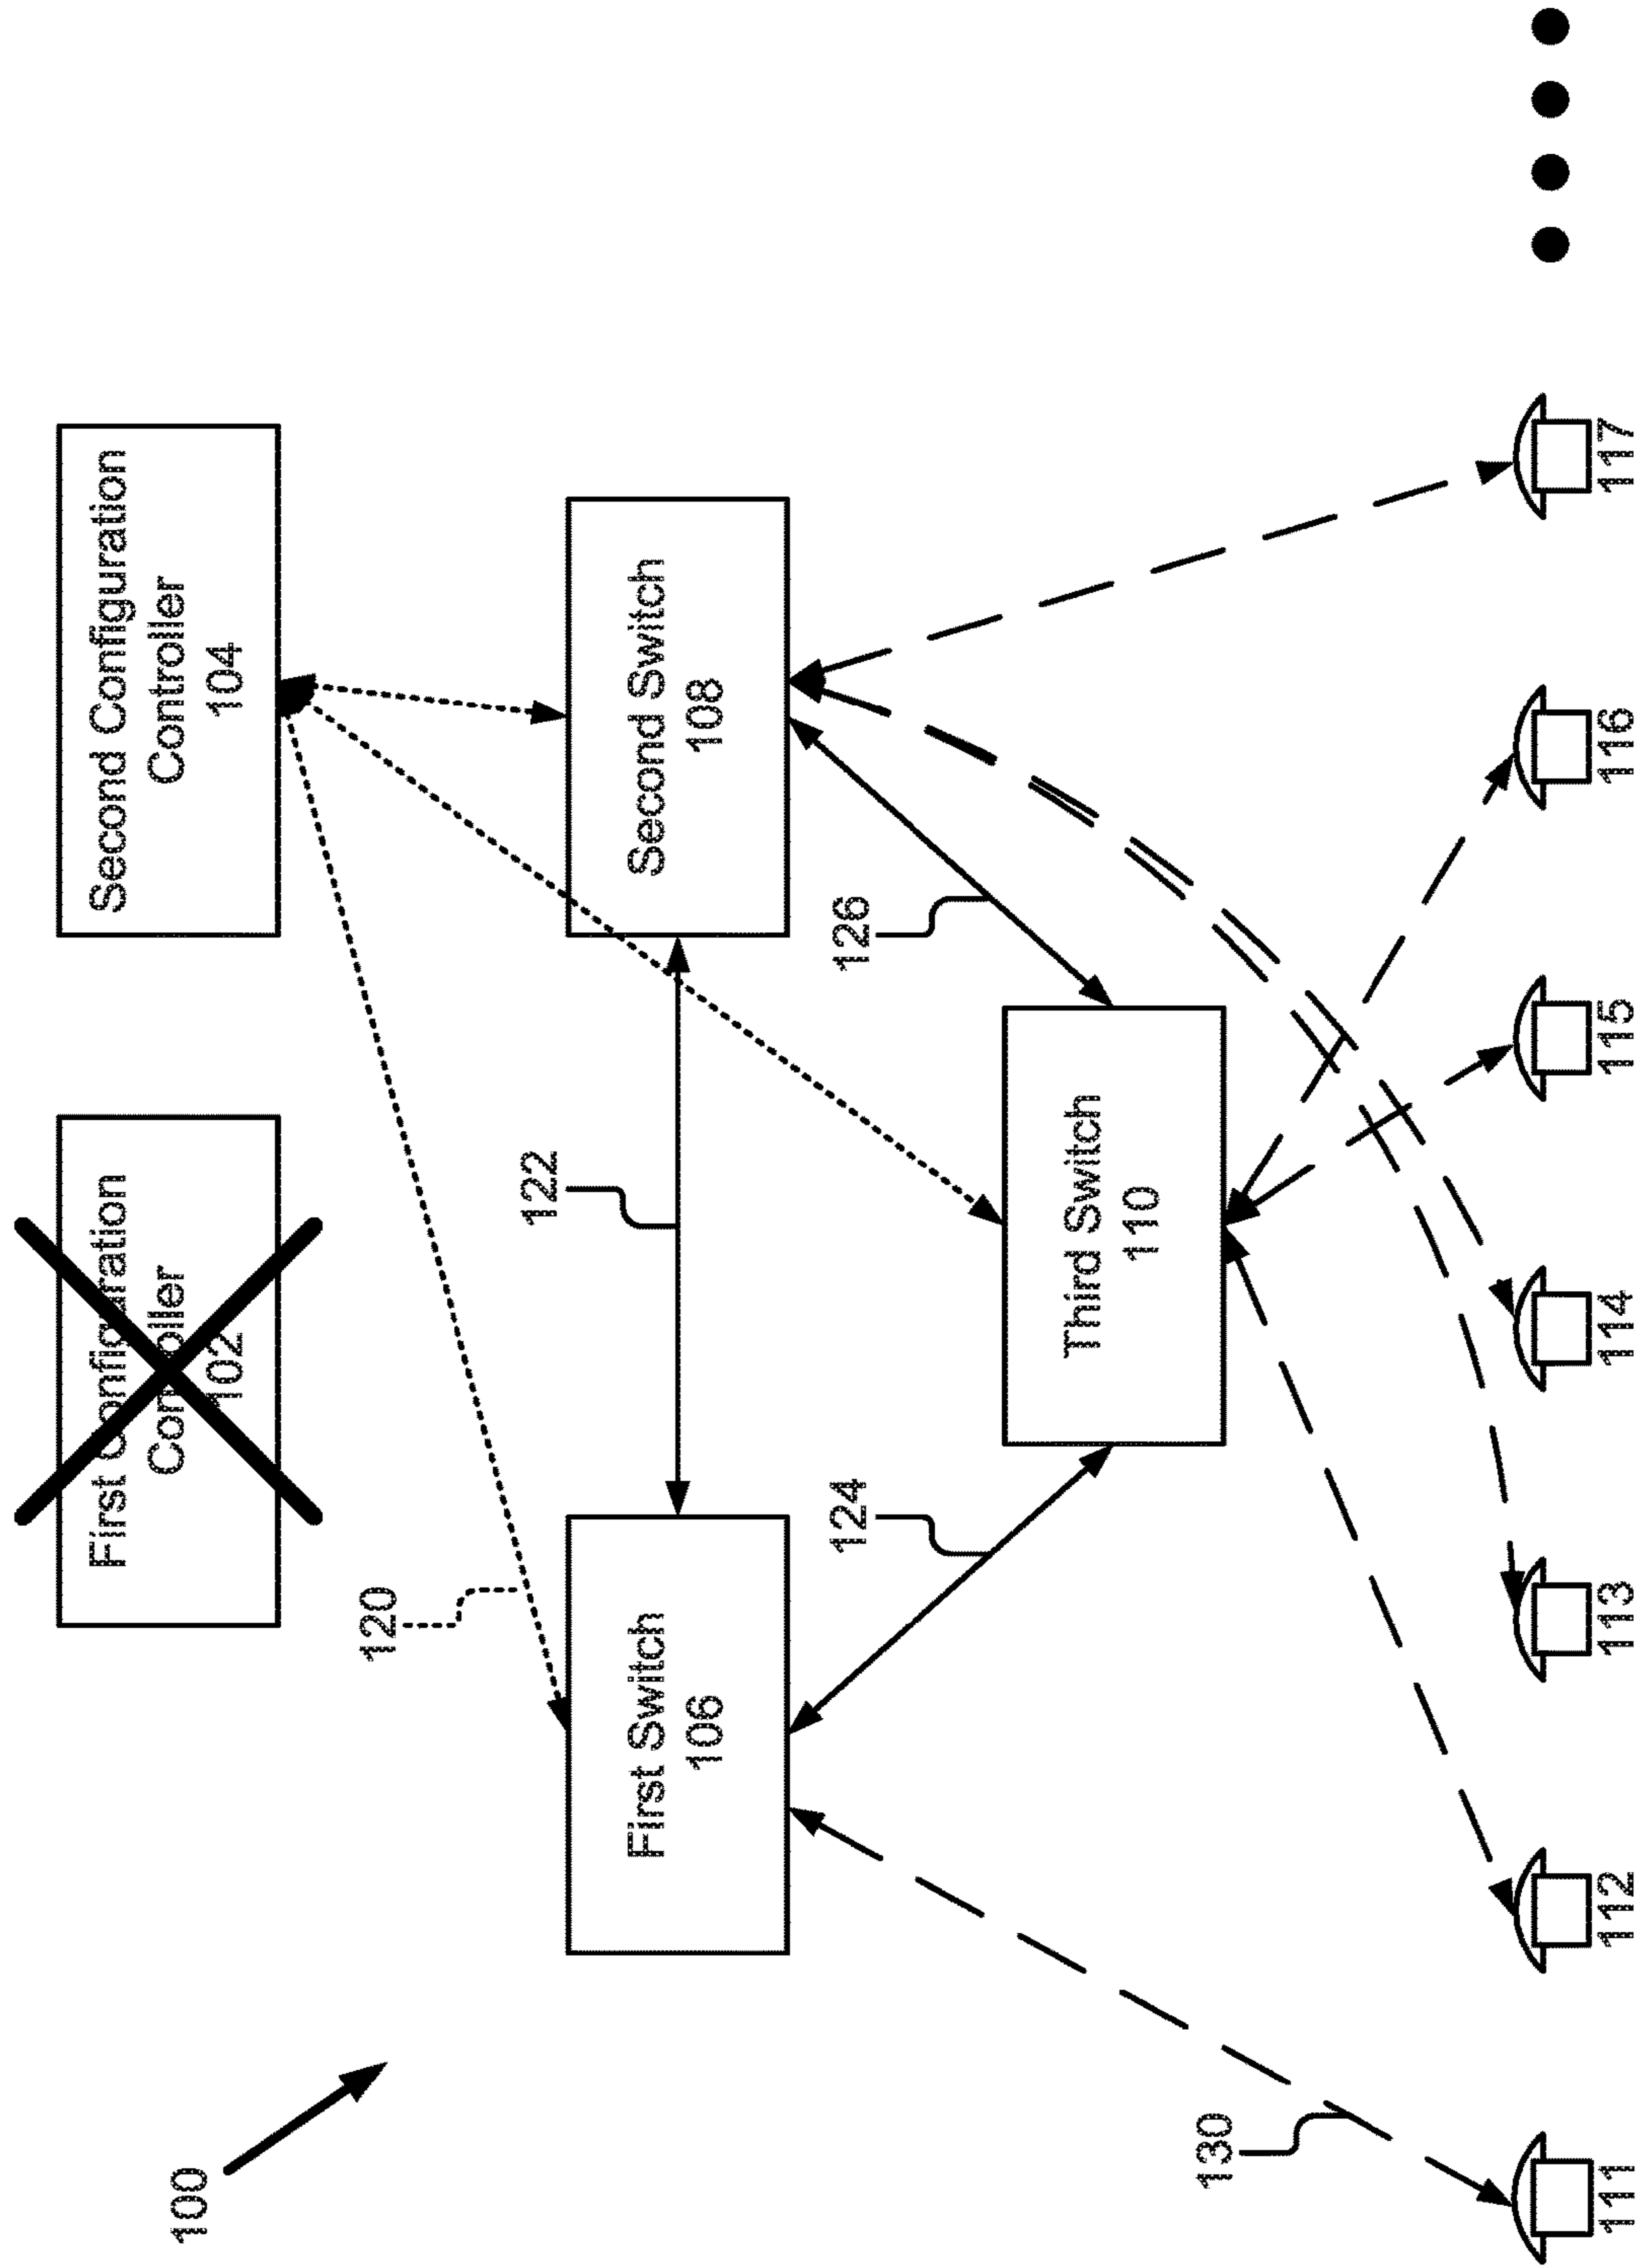 100
First Configuration
Controller
102
Second Configuration
Controller
104
120
122
First Switch
106
Second Switch
108
124
126
Third Switch
110
130
111
112
113
114
115
116
117